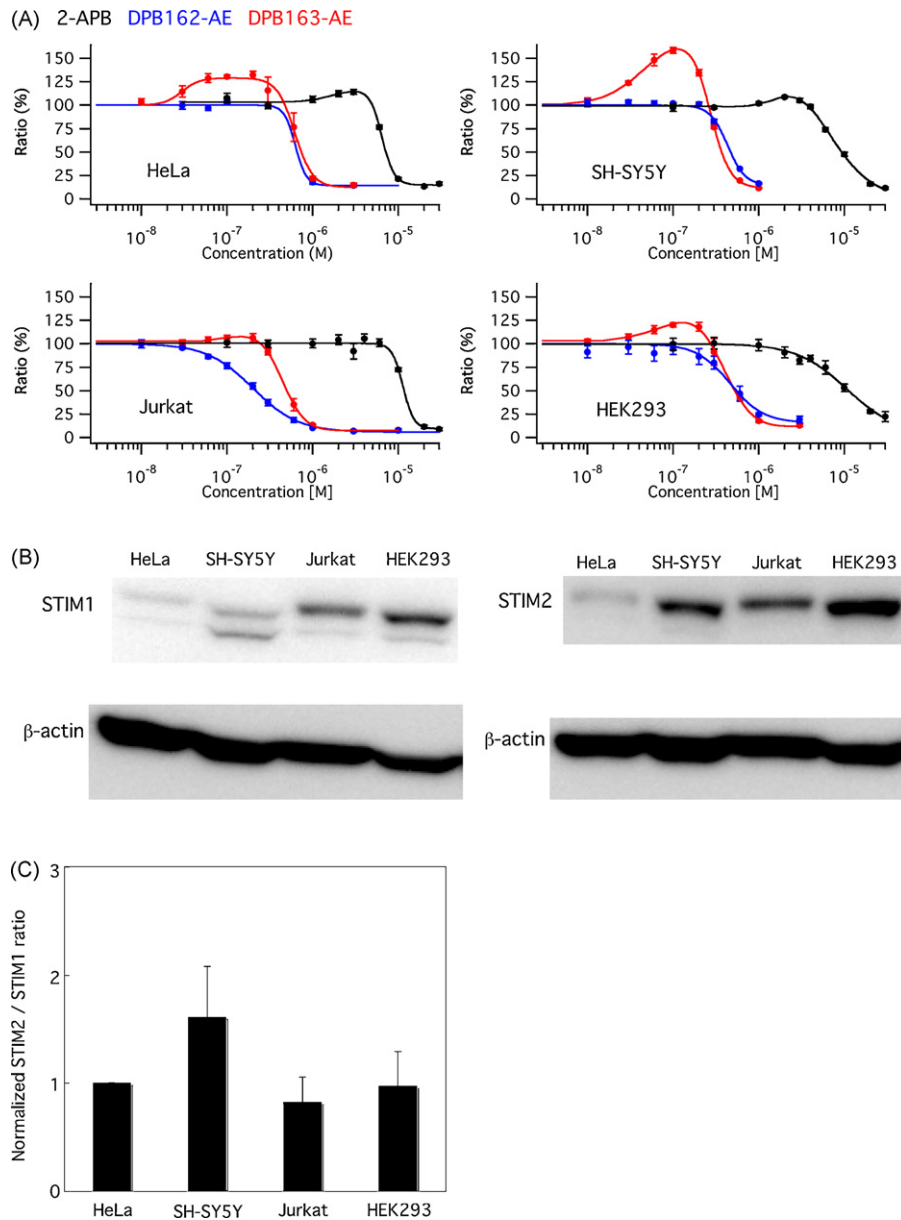 (A) 2-APB DPB162-AE DPB163-AE
Ratio (%)
150
125
100
75
50
25
0
HeLa
10-8 10-7 10-6 10-5
Concentration (M)
Ratio (%)
150
125
100
75
50
25
0
SH-SY5Y
10-8 10-7 10-6 10-5
Concentration [M]
Ratio (%)
150
125
100
75
50
25
0
Jurkat
10-8 10-7 10-6 10-5
Concentration [M]
Ratio (%)
150
125
100
75
50
25
0
HEK293
10-8 10-7 10-6 10-5
Concentration [M]
(B)
HeLa SH-SY5Y Jurkat HEK293
STIM1
β-actin
HeLa SH-SY5Y Jurkat HEK293
STIM2
β-actin
(C)
Normalized STIM2 / STIM1 ratio
3
2
1
0
HeLa SH-SY5Y Jurkat HEK293